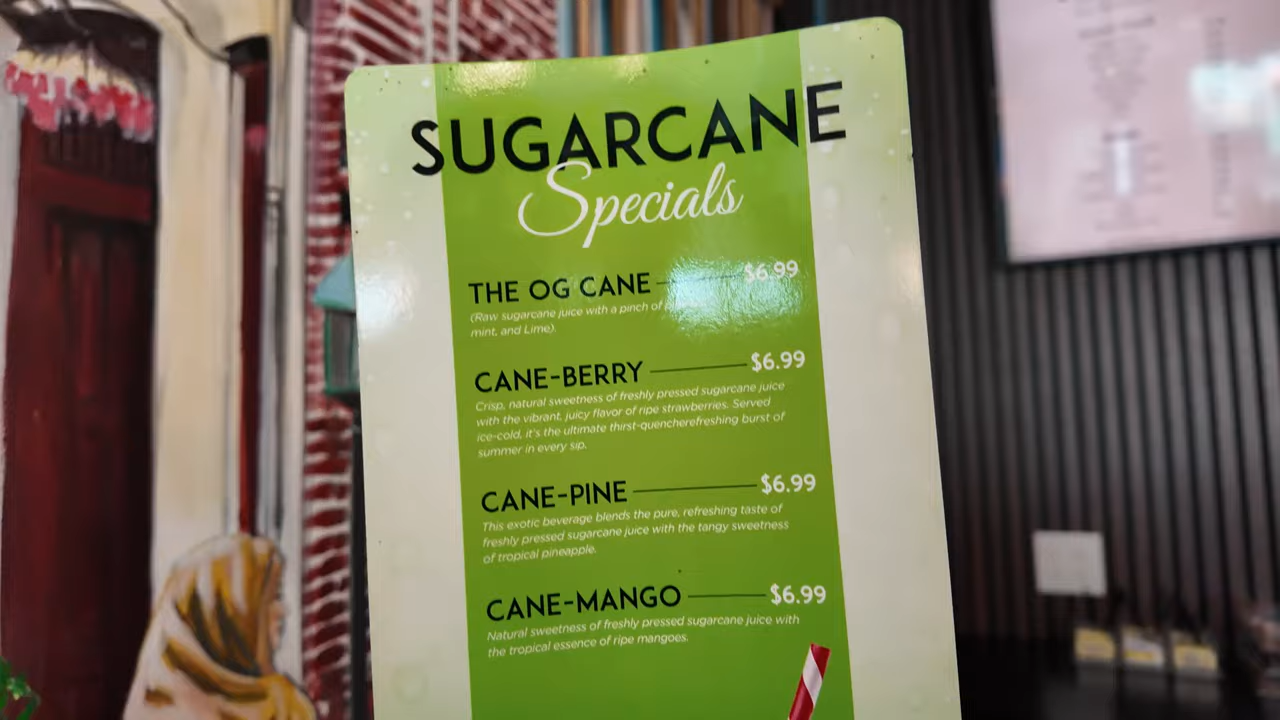 SUGARCANE
Specials
THE OG CANE $6.99
(Raw sugarcane juice with a pinch of
mint, and Lime).
CANE-BERRY $6.99
Crisp, natural sweetness of freshly pressed sugarcane juice
with the vibrant, juicy flavor of ripe strawberries. Served
ice-cold, it's the ultimate thirst-quencherefreshing burst of
summer in every sip.
CANE-PINE $6.99
This exotic beverage blends the pure, refreshing taste of
freshly pressed sugarcane juice with the tangy sweetness
of tropical pineapple.
CANE-MANGO $6.99
Natural sweetness of freshly pressed sugarcane juice with
the tropical essence of ripe mangoes.